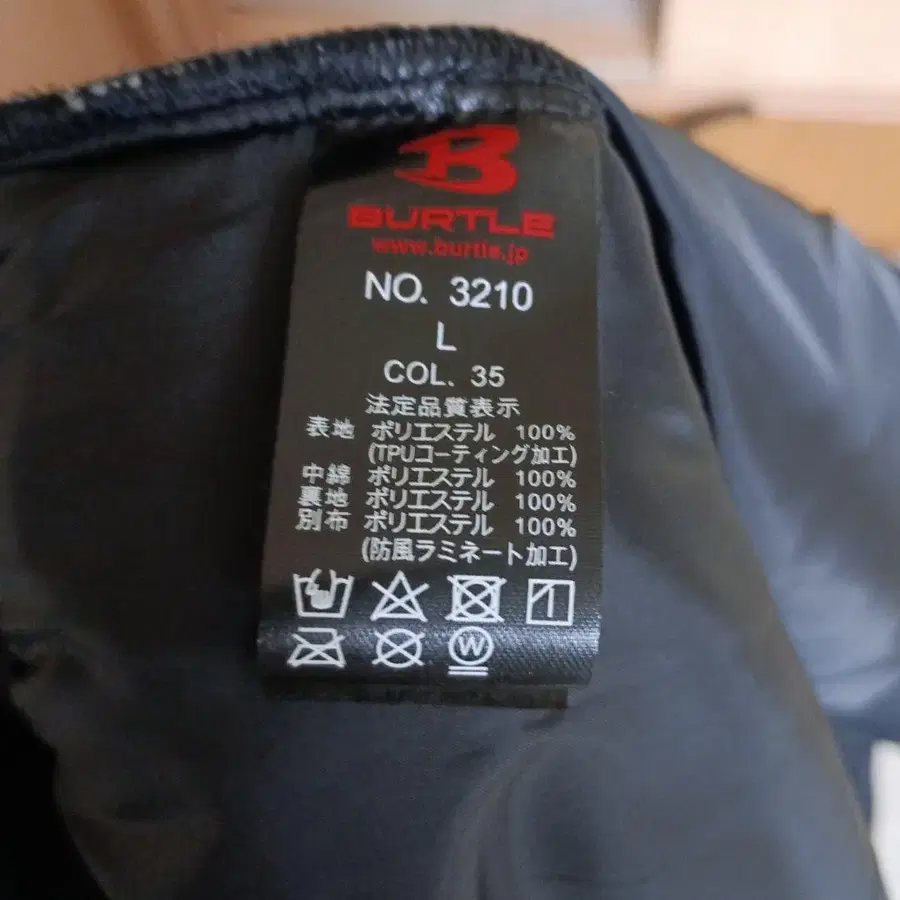 B
BURTLE
www.burtle.jp
NO. 3210
L
COL. 35
法定品質表示
表地 ポリエステル 100%
(TPUコーティング加工)
中綿 ポリエステル 100%
裏地 ポリエステル 100%
別布 ポリエステル 100%
(防風ラミネート加工)
W